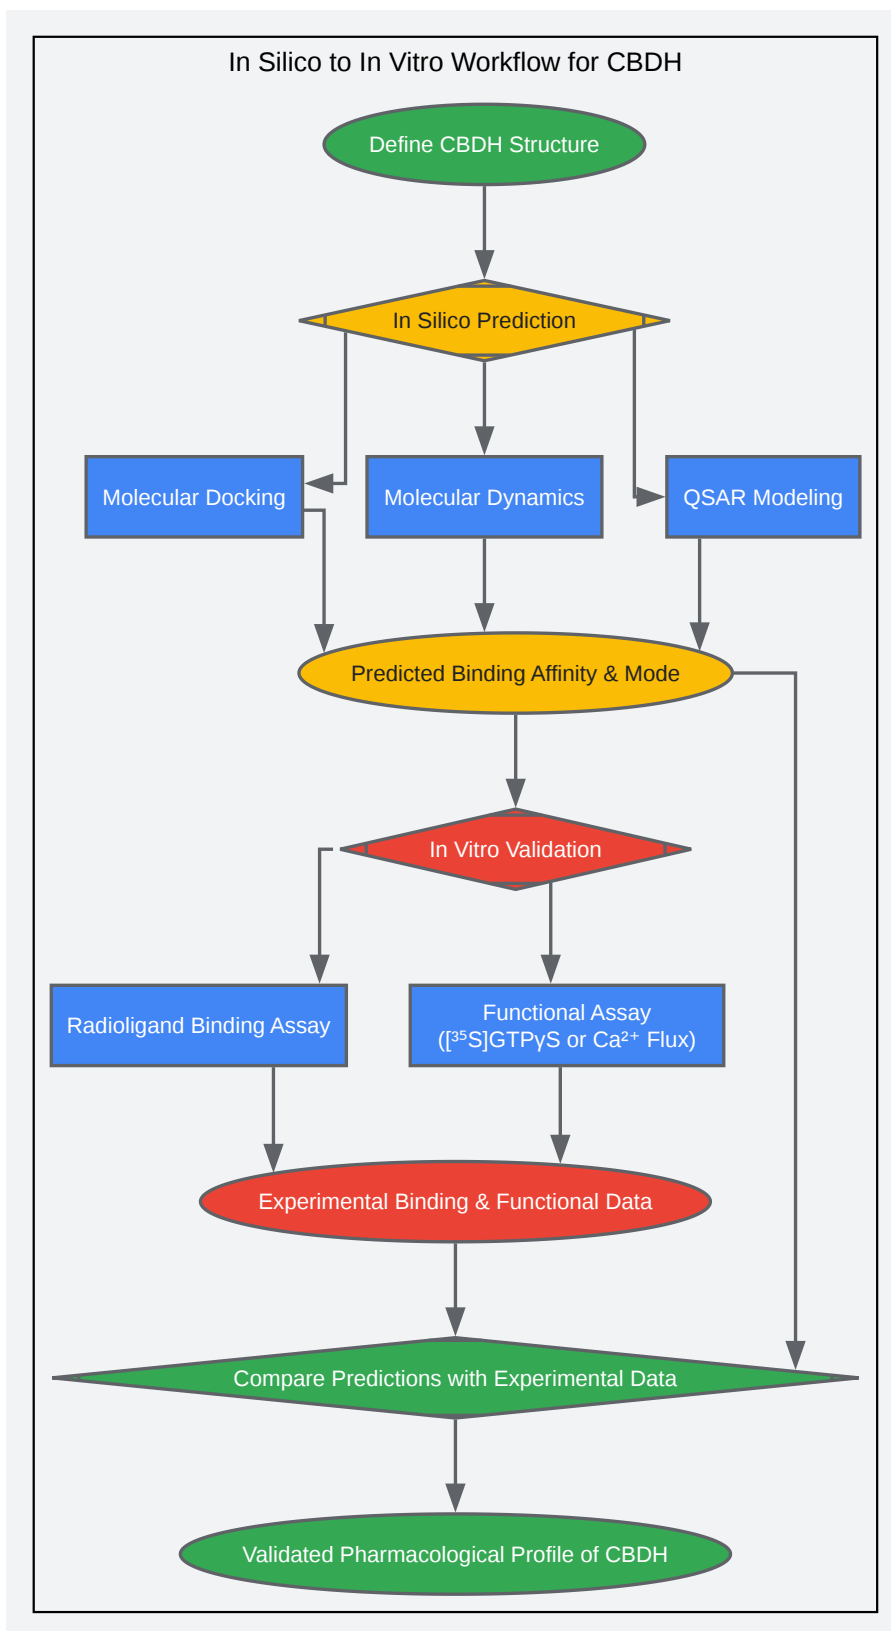 In Silico to In Vitro Workflow for CBDH
Define CBDH Structure
In Silico Prediction
Molecular Docking
Molecular Dynamics
QSAR Modeling
Predicted Binding Affinity & Mode
In Vitro Validation
Radioligand Binding Assay
Functional Assay
([³⁵S]GTPγS or Ca²⁺ Flux)
Experimental Binding & Functional Data
Compare Predictions with Experimental Data
Validated Pharmacological Profile of CBDH